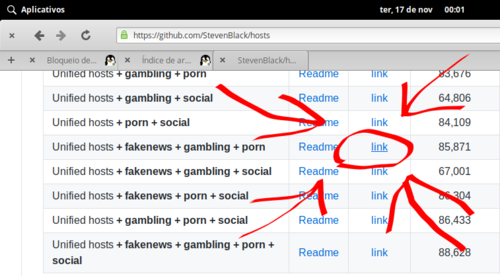 Aplicativos
ter, 17 de nov 00:01
https://github.com/StevenBlack/hosts
Bloqueio de... Índice de ar... StevenBlack/h...
Unified hosts + gambling + porn Readme link 83,676
Unified hosts + gambling + social Readme link 64,806
Unified hosts + porn + social Readme link 84,109
Unified hosts + fakenews + gambling + porn Readme link 85,871
Unified hosts + fakenews + gambling + social Readme link 67,001
Unified hosts + fakenews + porn + social Readme link 86,304
Unified hosts + gambling + porn + social Readme link 86,433
Unified hosts + fakenews + gambling + porn +
social Readme link 88,628